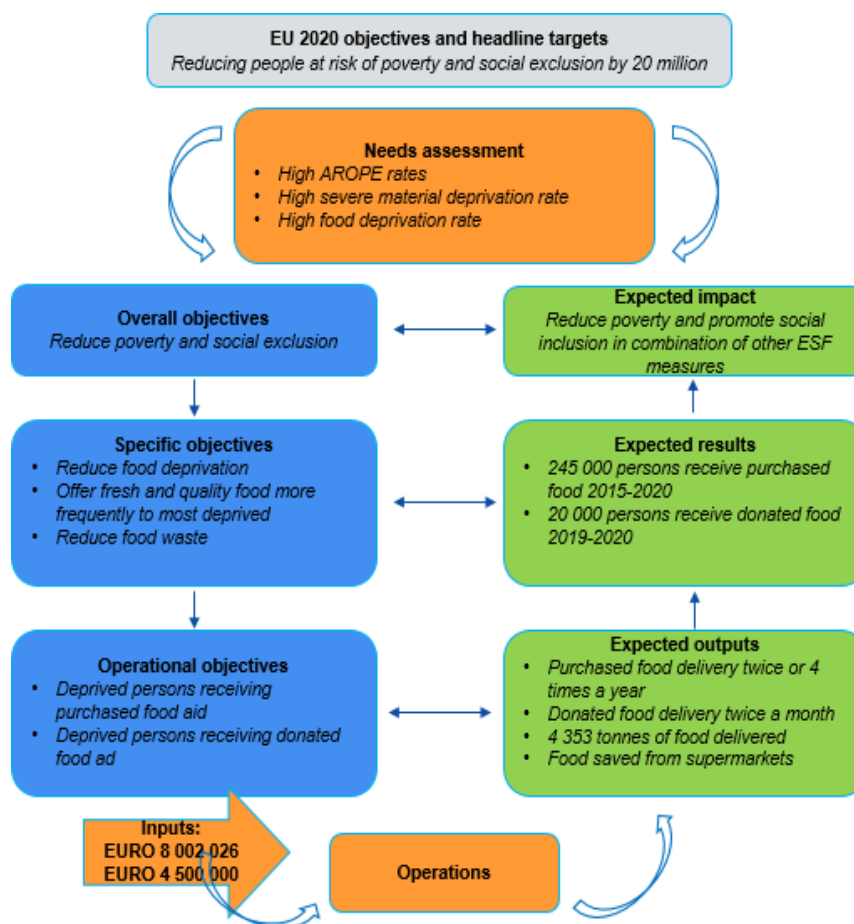 EU 2020 objectives and headline targets
Reducing people at risk of poverty and social exclusion by 20 million
Needs assessment
• High AROPE rates
• High severe material deprivation rate
• High food deprivation rate
Overall objectives
Reduce poverty and social exclusion
Expected impact
Reduce poverty and promote social
inclusion in combination of other ESF
measures
Specific objectives
• Reduce food deprivation
• Offer fresh and quality food more
frequently to most deprived
• Reduce food waste
Expected results
• 245 000 persons receive purchased
food 2015-2020
• 20 000 persons receive donated food
2019-2020
Operational objectives
• Deprived persons receiving
purchased food aid
• Deprived persons receiving donated
food ad
Expected outputs
• Purchased food delivery twice or 4
times a year
• Donated food delivery twice a month
• 4 353 tonnes of food delivered
• Food saved from supermarkets
Inputs:
EURO 8 002 026
EURO 4 500 000
Operations